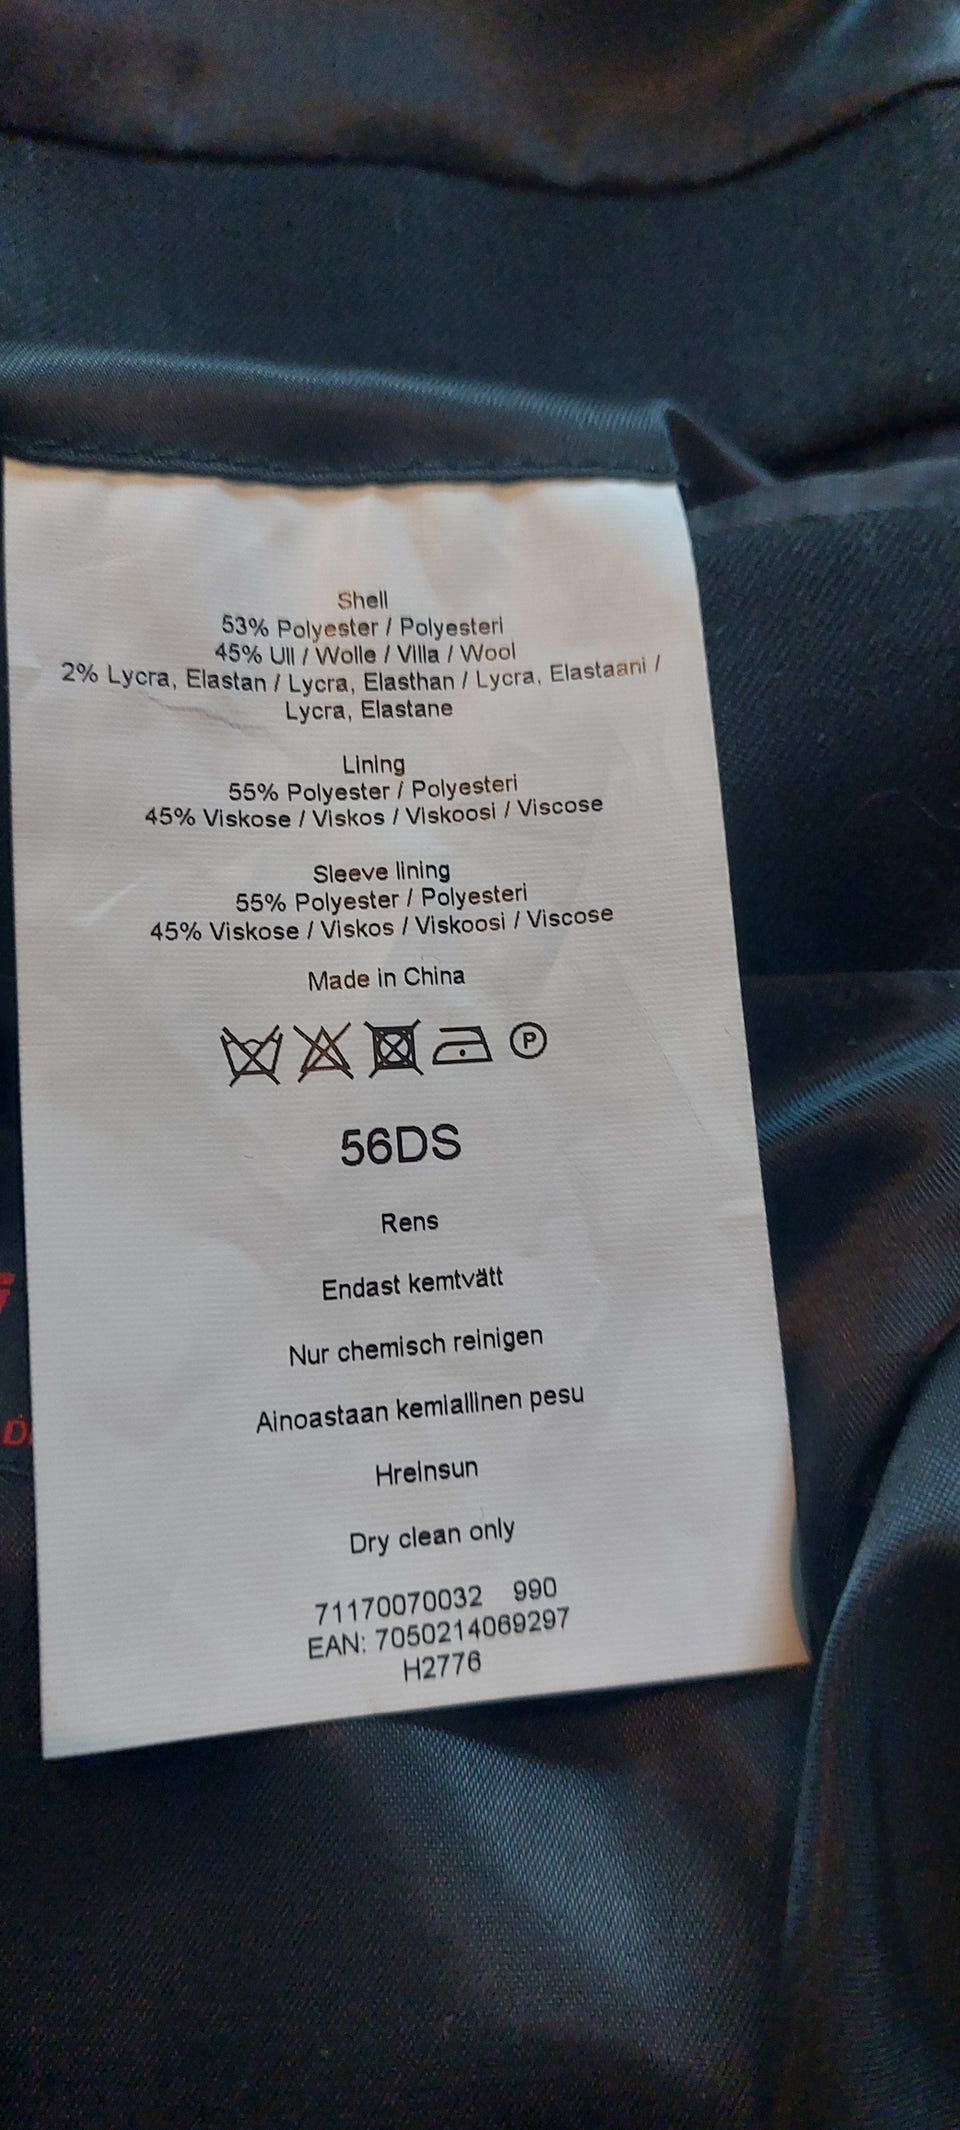 Shell
53% Polyester / Polyesteri
45% Ull / Wolle / Villa / Wool
2% Lycra, Elastan / Lycra, Elasthan / Lycra, Elastaani /
Lycra, Elastane
Lining
55% Polyester / Polyesteri
45% Viskose / Viskos / Viskoosi / Viscose
Sleeve lining
55% Polyester / Polyesteri
45% Viskose / Viskos / Viskoosi / Viscose
Made in China
P
56DS
Rens
Endast kemtvätt
Nur chemisch reinigen
Ainoastaan kemiallinen pesu
Hreinsun
Dry clean only
71170070032 990
EAN: 7050214069297
H2776